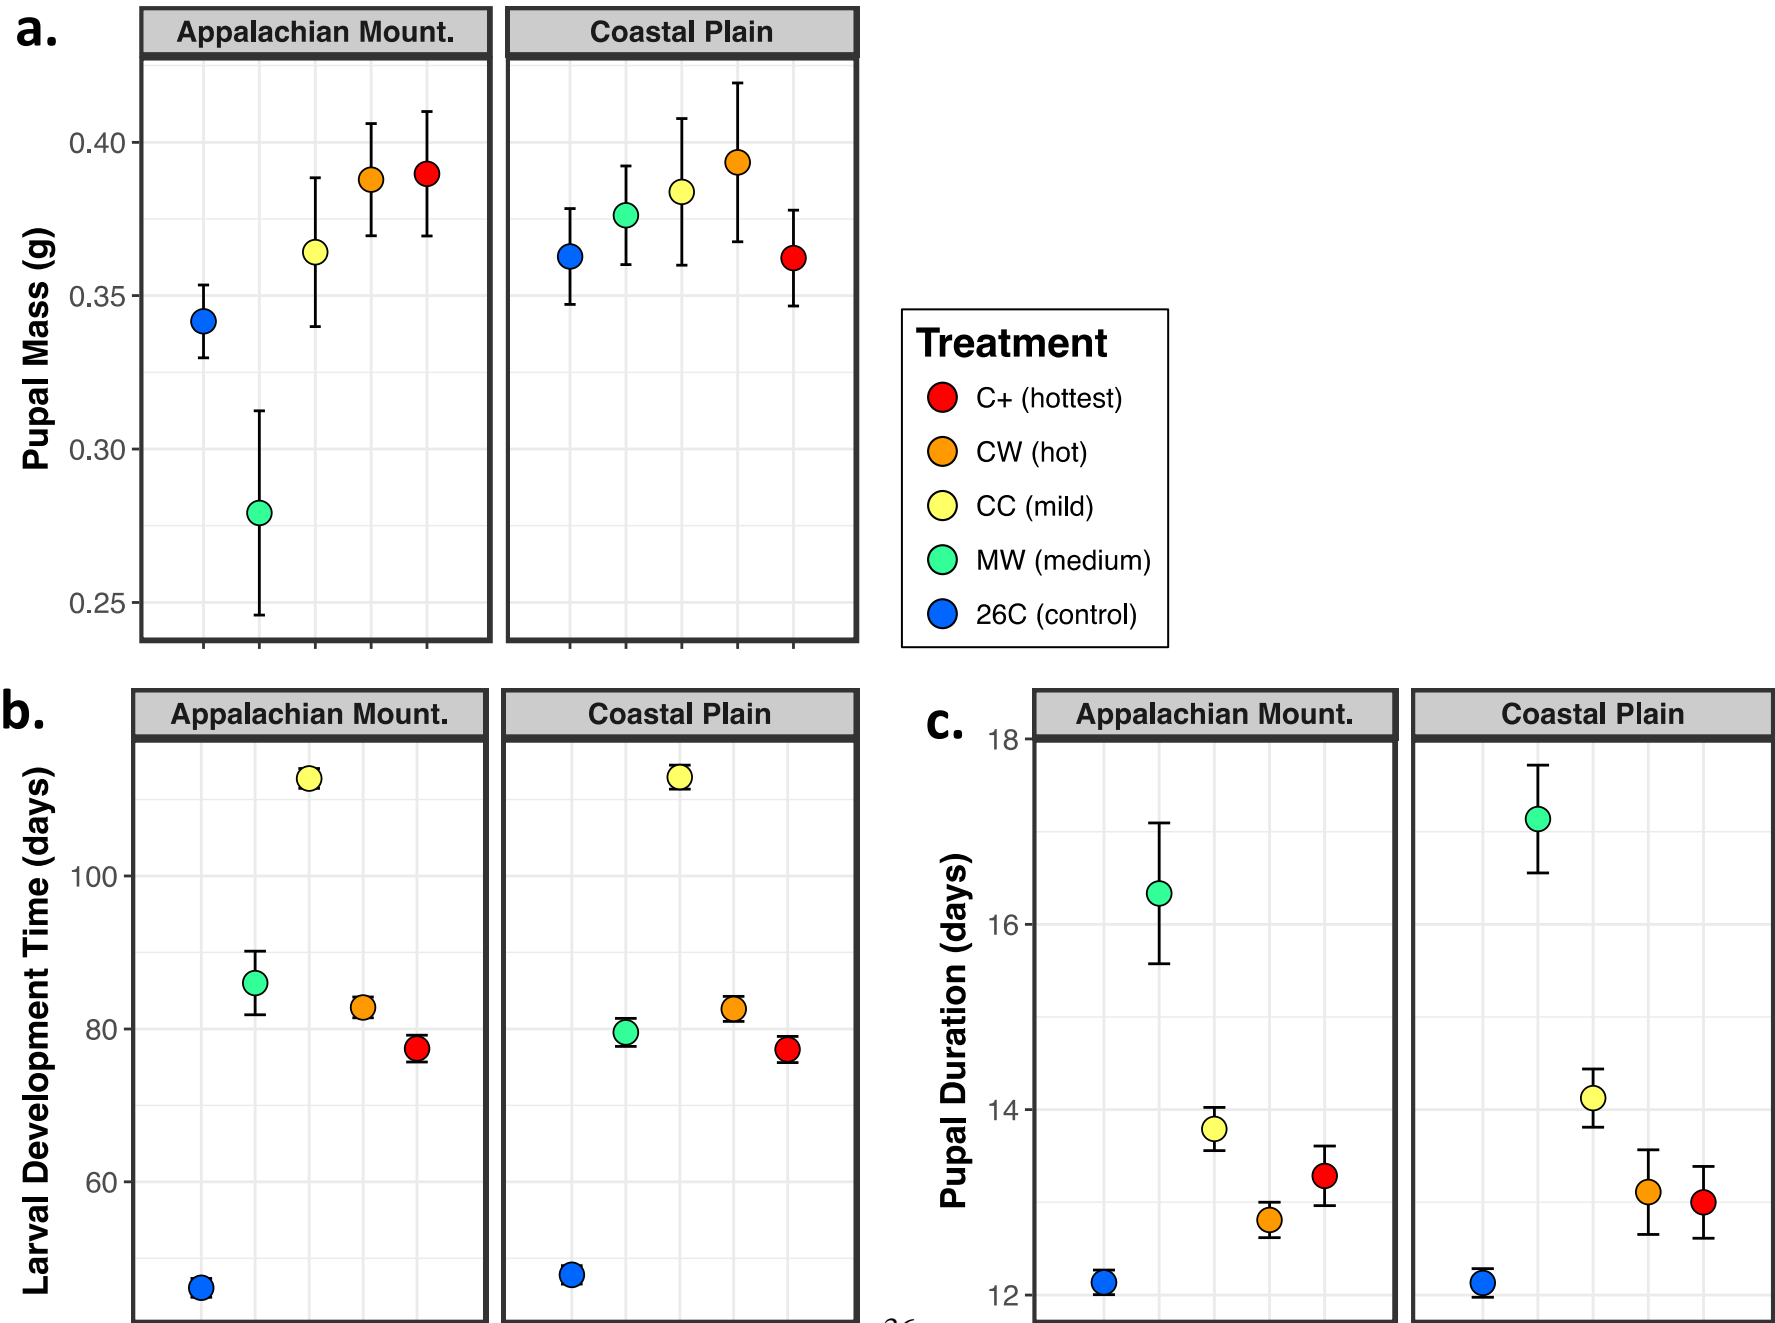 a.
Appalachian Mount.
Coastal Plain
Pupal Mass (g)
0.40
0.35
0.30
0.25
Treatment
C+ (hottest)
CW (hot)
CC (mild)
MW (medium)
26C (control)
b.
Appalachian Mount.
Coastal Plain
Larval Development Time (days)
100
80
60
c.
Appalachian Mount.
Coastal Plain
Pupal Duration (days)
18
16
14
12